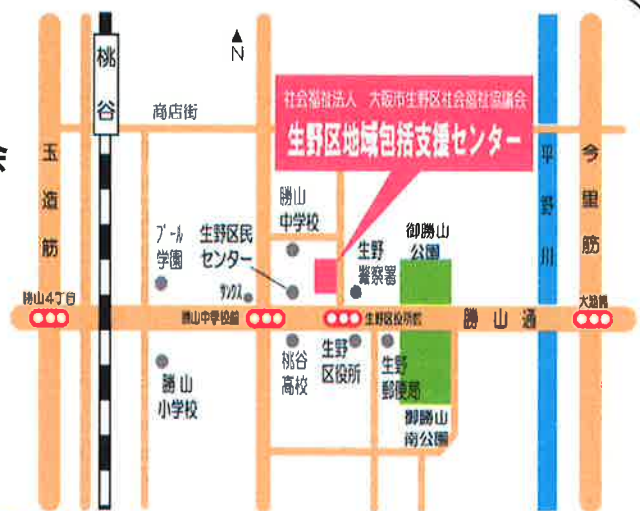 N
桃谷
商店街
社会福祉法人 大阪市生野区社会福祉協議会
生野区地域包括支援センター
会
玉造筋
平野川
今里筋
勝山
中学校
プール
学園
生野区民
センター
生野
警察署
御勝山
公園
サンクス
勝山4丁目
勝山中学校前
生野区役所前
勝山通
大池橋
勝山
小学校
桃谷
高校
生野
区役所
生野
郵便局
御勝山
南公園